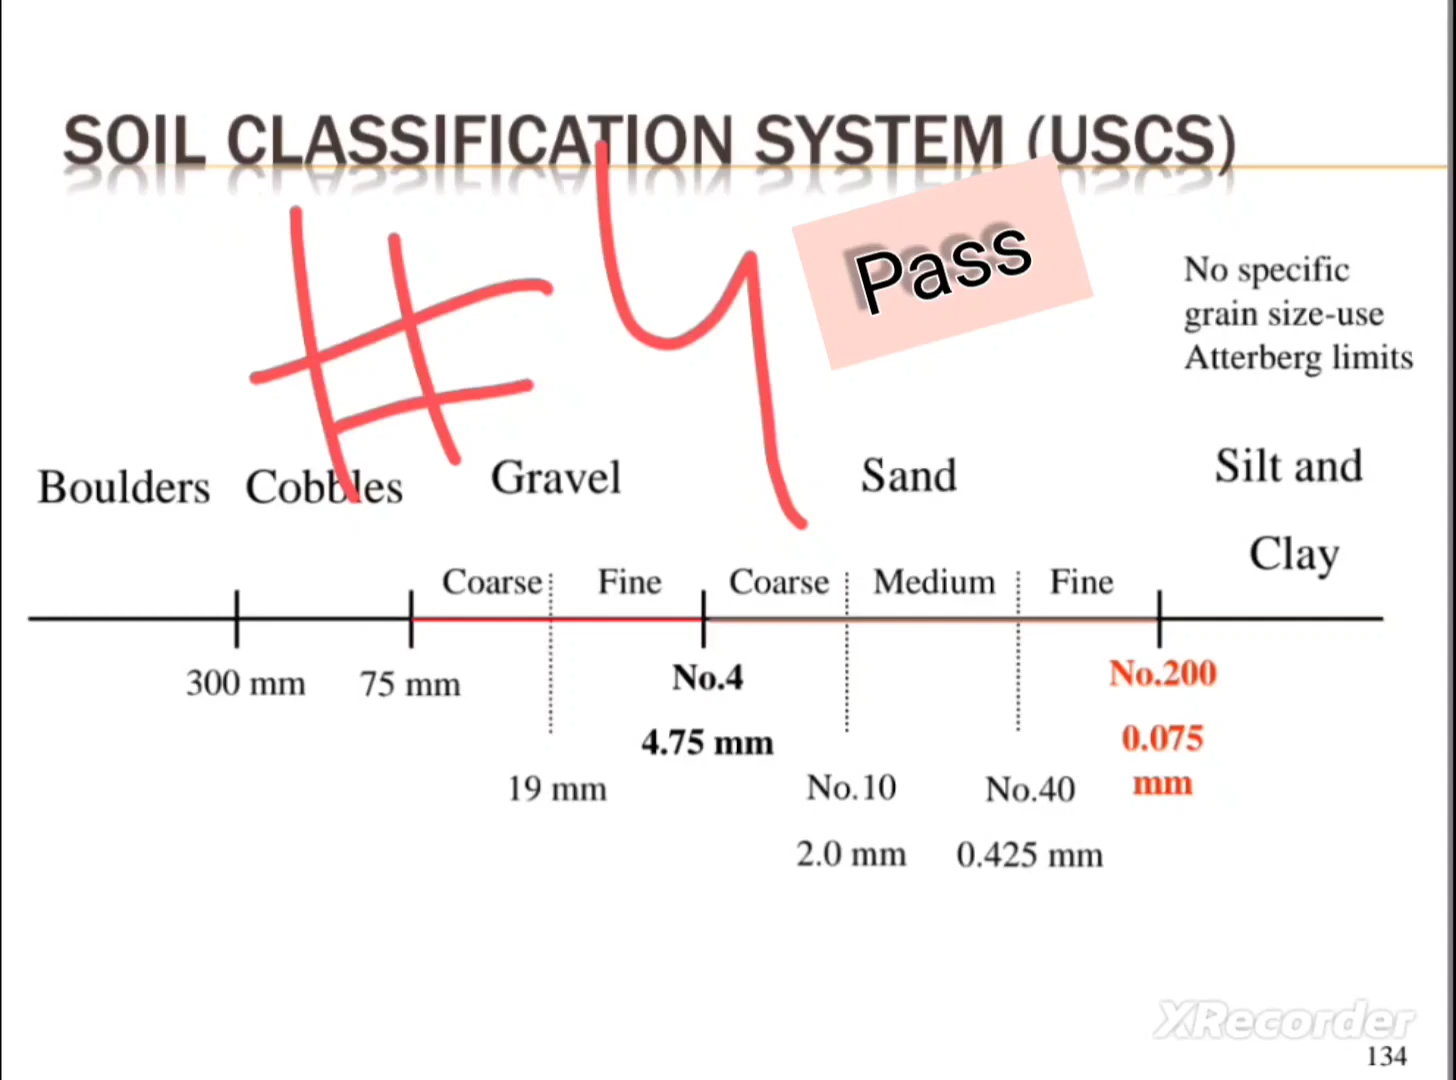 SOIL CLASSIFICATION SYSTEM (USCS)
#4
Pass
No specific
grain size-use
Atterberg limits
Boulders Cobbles Gravel Sand Silt and
Clay
Coarse Fine Coarse Medium Fine
300 mm 75 mm No.4 No.200
4.75 mm 0.075
mm
19 mm No.10 No.40
2.0 mm 0.425 mm
XRecorder
134